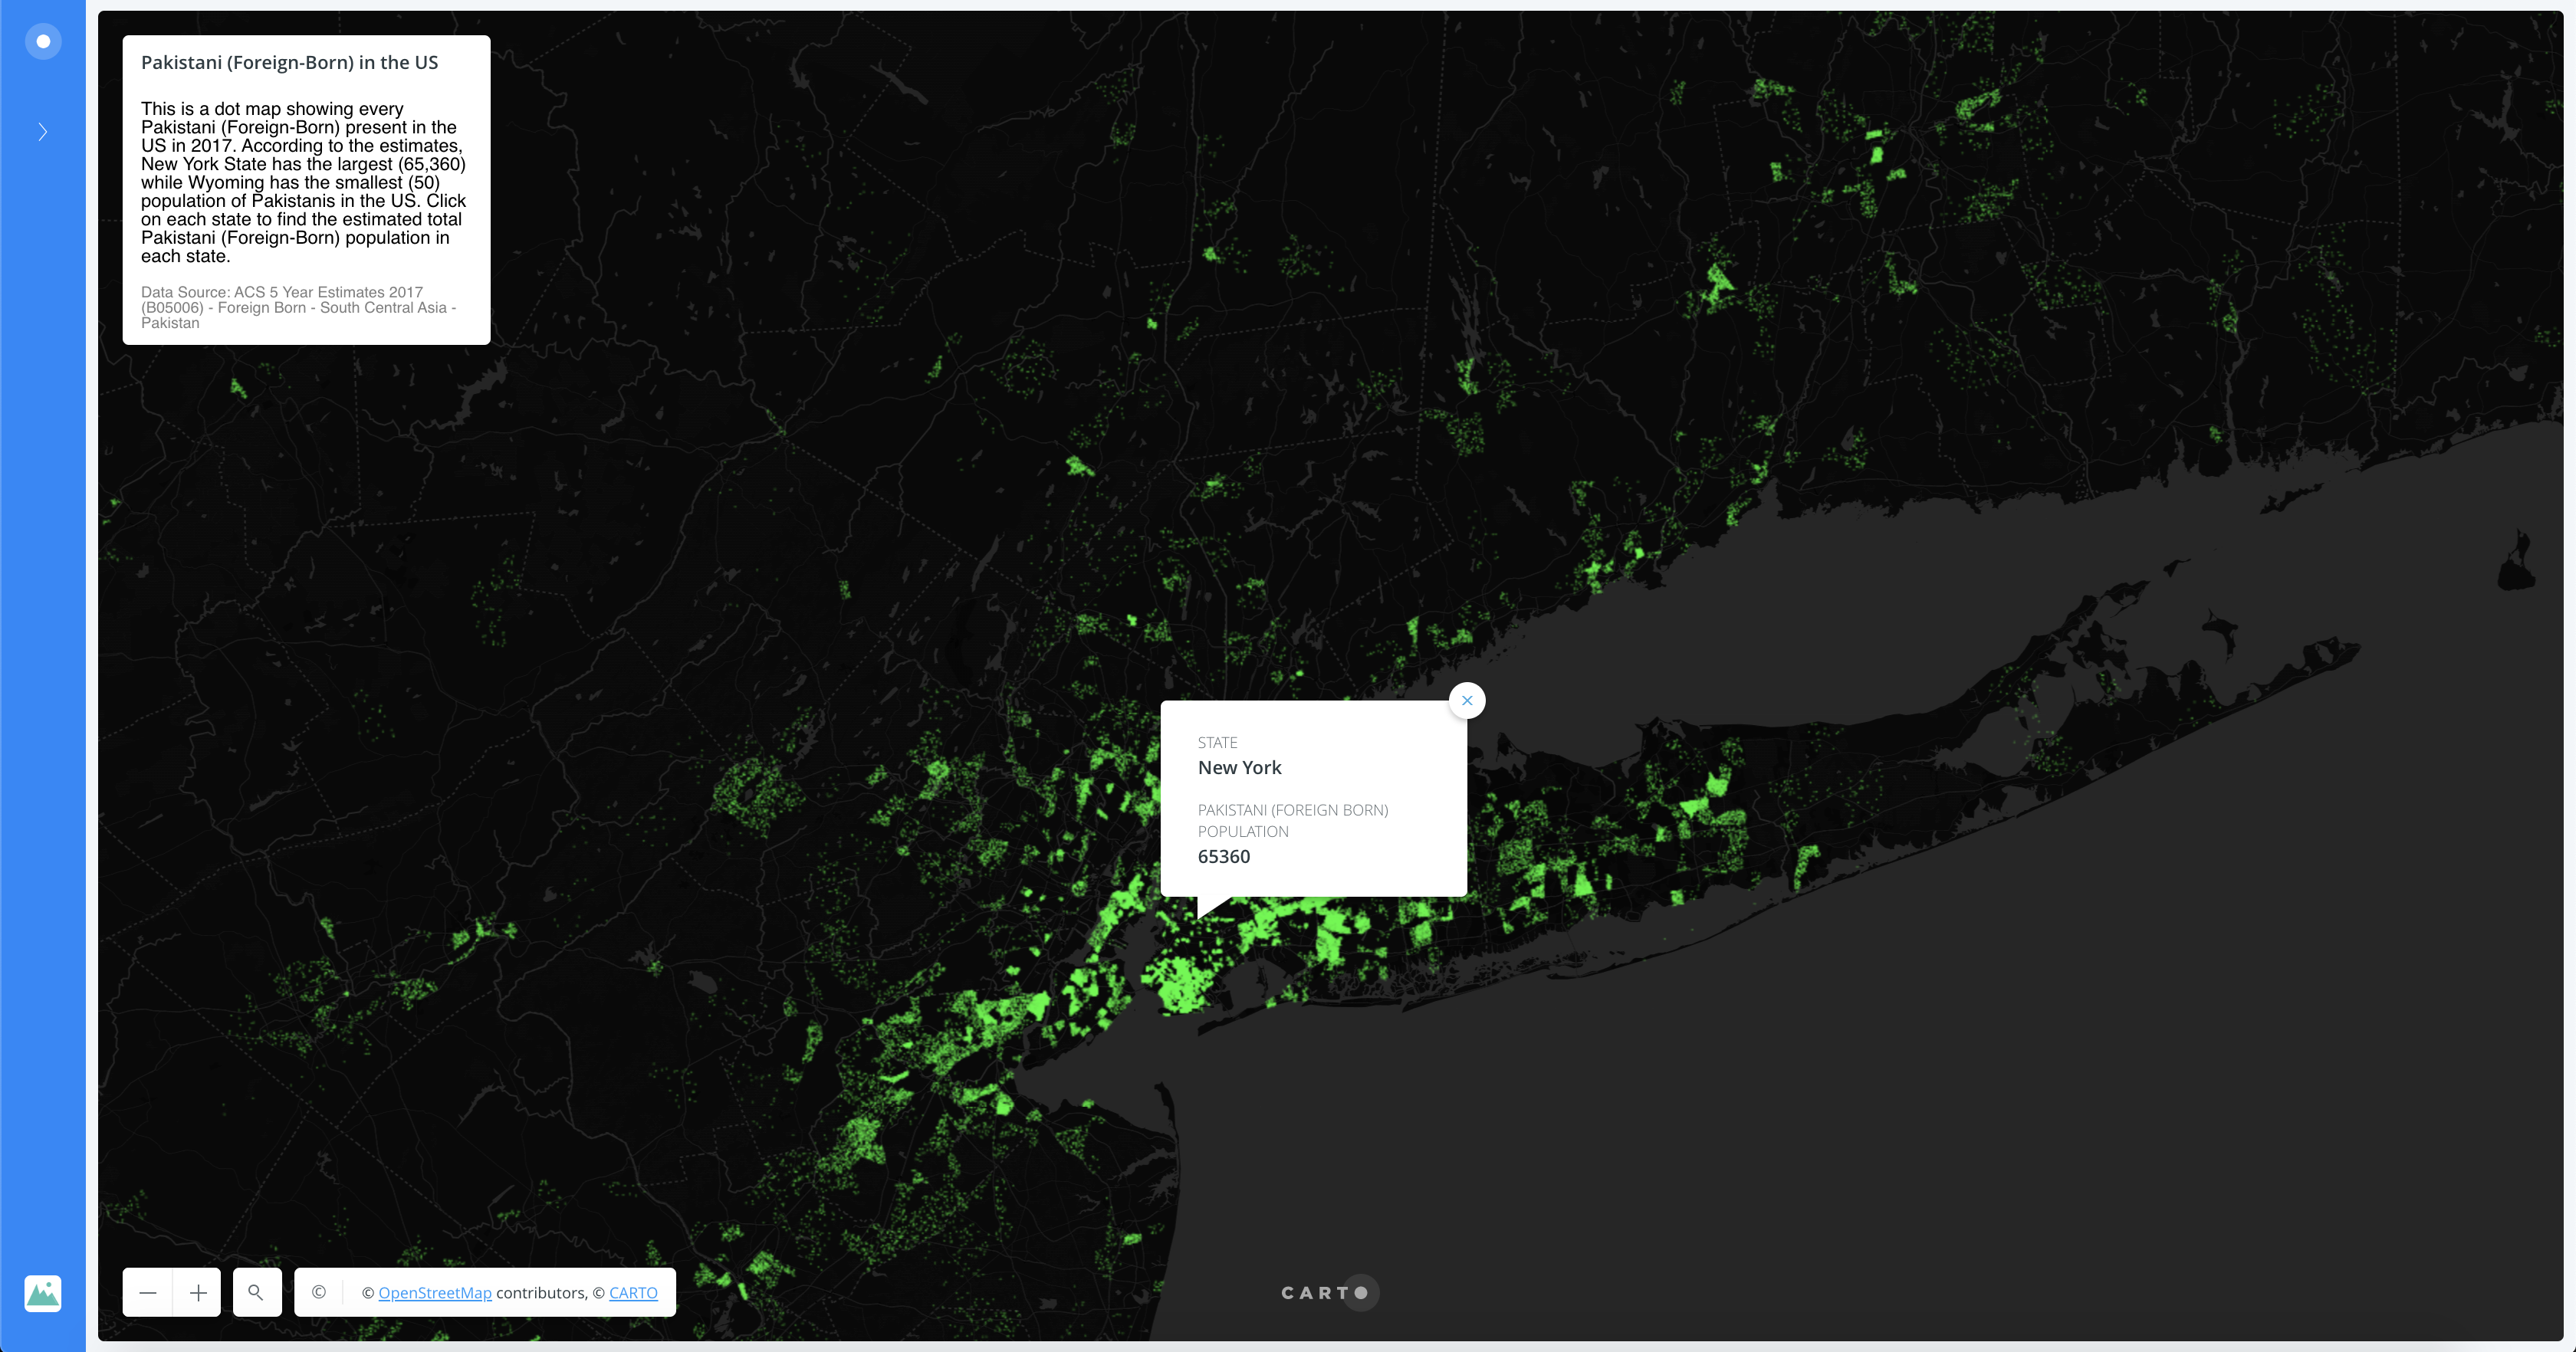 Pakistani (Foreign-Born) in the US
This is a dot map showing every
Pakistani (Foreign-Born) present in the
US in 2017. According to the estimates,
New York State has the largest (65,360)
while Wyoming has the smallest (50)
population of Pakistanis in the US. Click
on each state to find the estimated total
Pakistani (Foreign-Born) population in
each state.
Data Source: ACS 5 Year Estimates 2017
(B05006) - Foreign Born - South Central Asia -
Pakistan
STATE
New York
PAKISTANI (FOREIGN BORN)
POPULATION
65360
© © OpenStreetMap contributors, © CARTO
CARTO